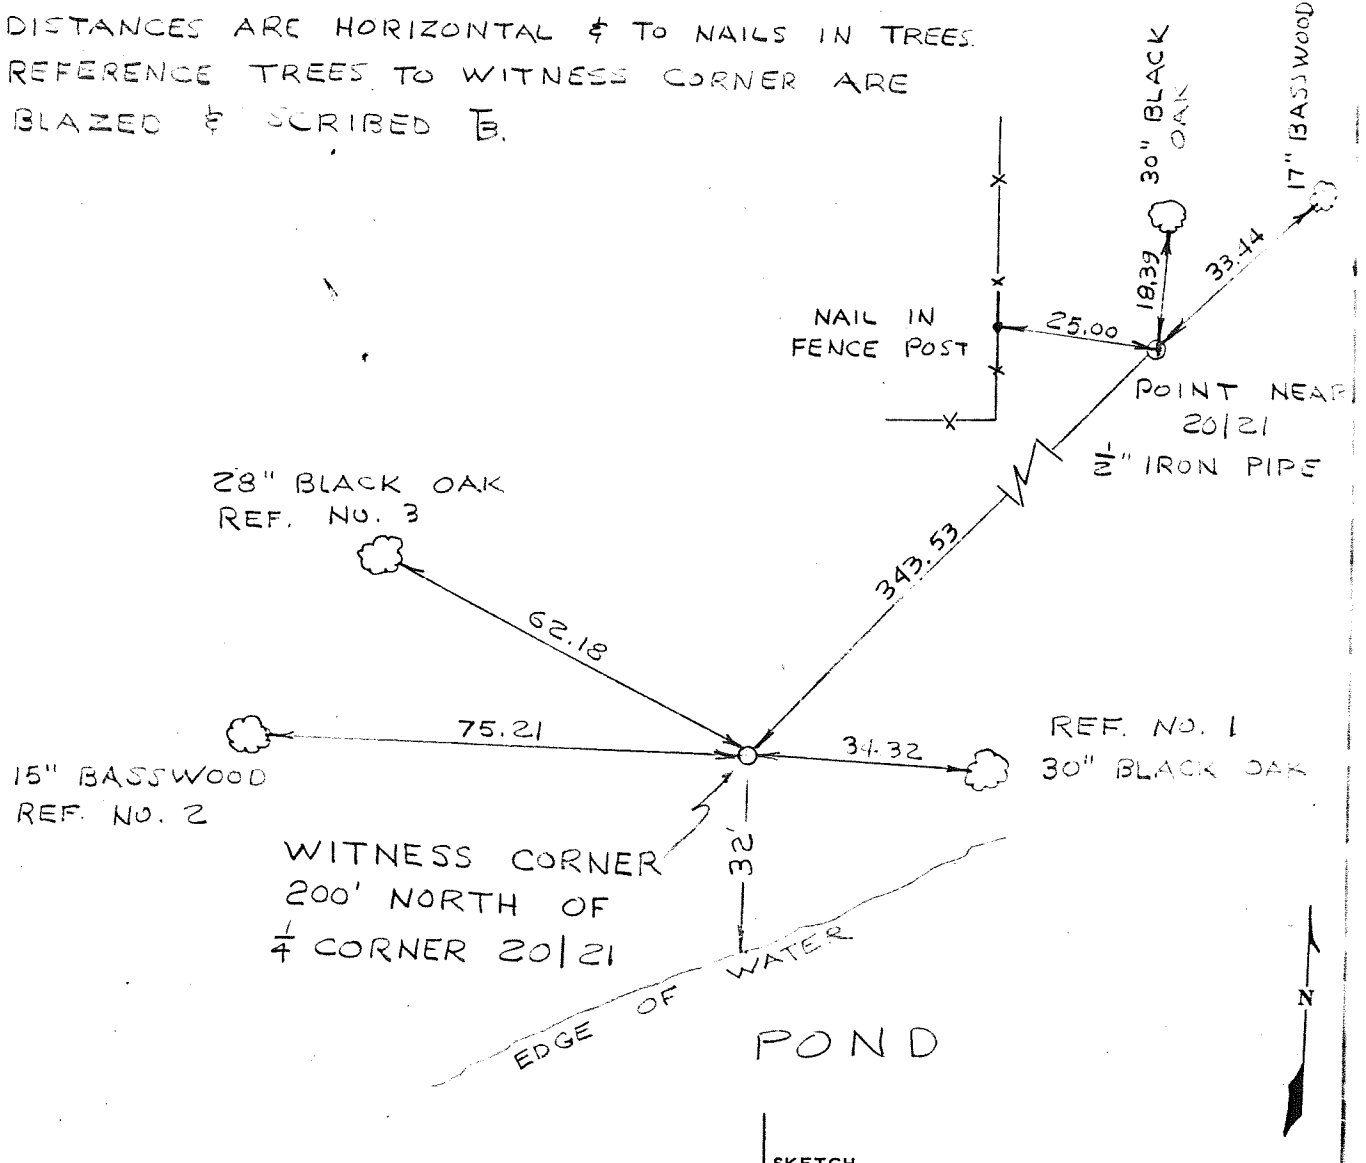 DISTANCES ARE HORIZONTAL & TO NAILS IN TREES.
REFERENCE TREES TO WITNESS CORNER ARE
BLAZED & SCRIBED TB.
30" BLACK
OAK
17" BASSWOOD
18.39
33.44
NAIL IN
FENCE POST
25.00
POINT NEAR
20/21
1/2" IRON PIPE
28" BLACK OAK
REF. NO. 3
343.53
62.18
75.21
34.32
REF. NO. 1
30" BLACK OAK
15" BASSWOOD
REF. NO. 2
32'
WITNESS CORNER
200' NORTH OF
1/4 CORNER 20/21
EDGE OF WATER
N
POND
SKETCH